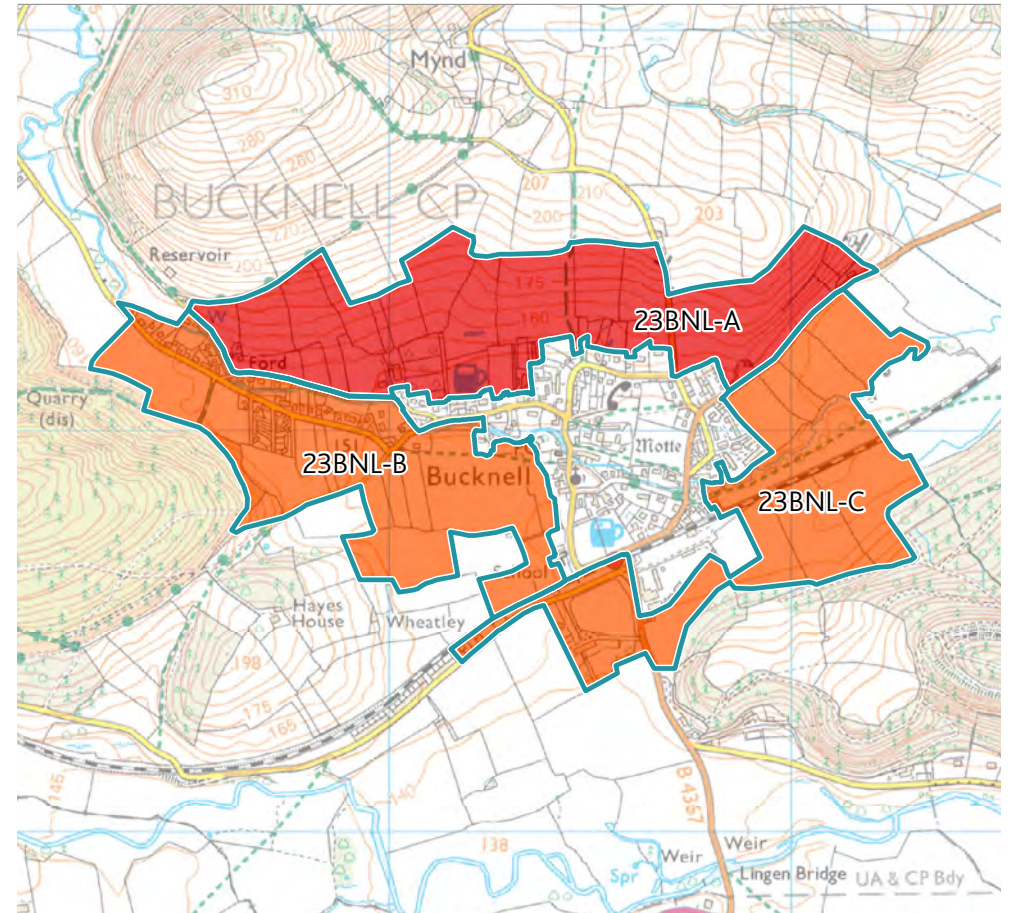 Mynd
310
280
260
BUCKNELL CP
270
207
210
203
200
Reservoir
200
175
160
W
23BNL-A
Ford
Quarry
(dis)
151
Motte
23BNL-B
Bucknell
23BNL-C
School
Hayes
House
Wheatley
198
175
165
145
140
B 4367
138
Weir
Weir
Spr
Lingen Bridge
UA & CP Bdy